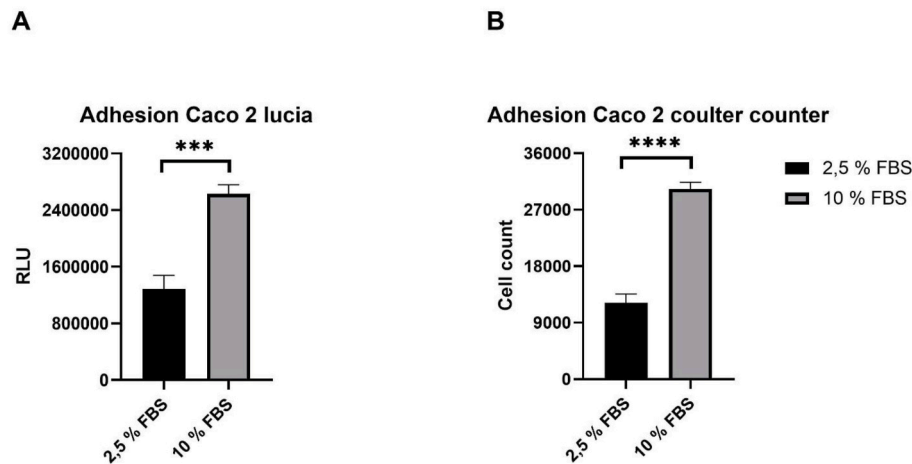 A
Adhesion Caco 2 lucia
***
3200000
2400000
1600000
800000
0
RLU
2,5 % FBS
10 % FBS
B
Adhesion Caco 2 coulter counter
****
36000
27000
18000
9000
0
Cell count
2,5 % FBS
10 % FBS
2,5 % FBS
10 % FBS